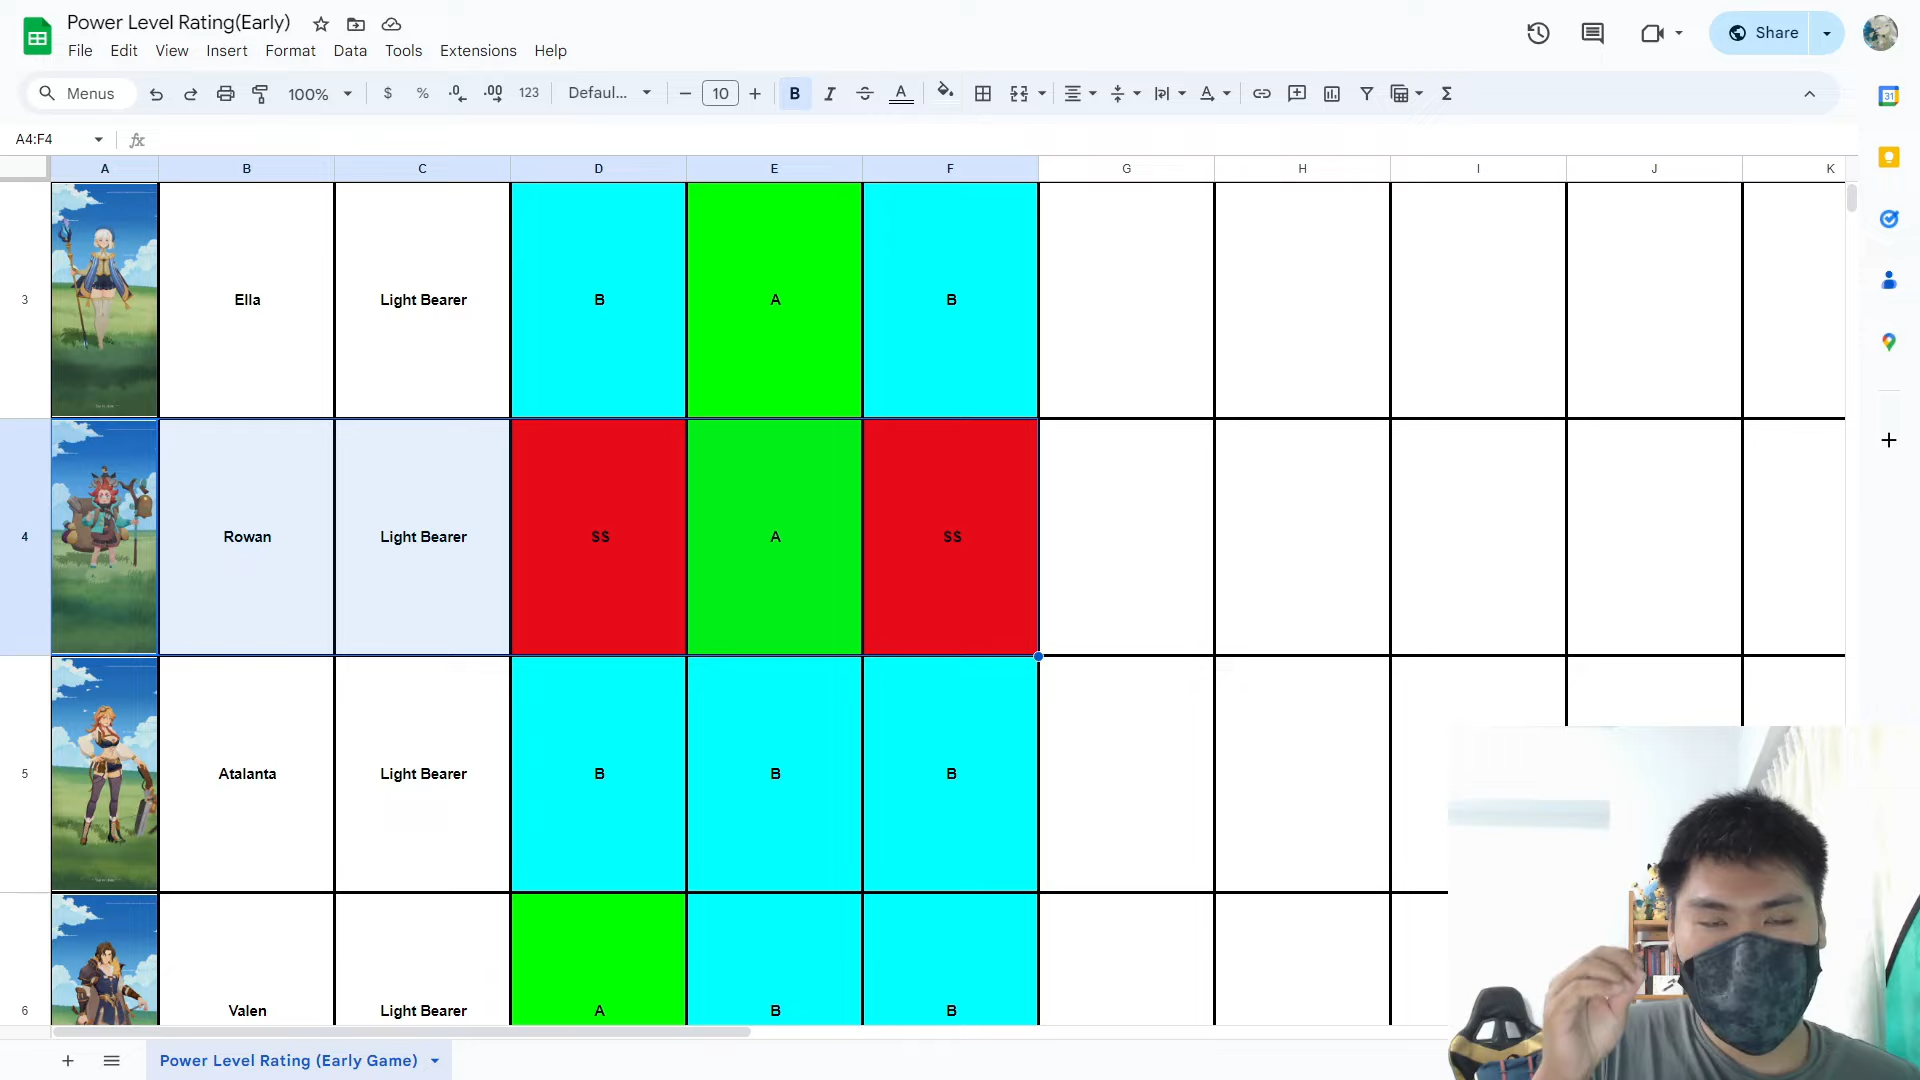 Power Level Rating(Early)
File Edit View Insert Format Data Tools Extensions Help
Share
Menus
100%
$ % .0 .00 123
Defaul...
10
B I A
A4:F4
fx
A B C D E F G H I J K
3 Ella Light Bearer B A B
4 Rowan Light Bearer SS A SS
5 Atalanta Light Bearer B B B
6 Valen Light Bearer A B B
Power Level Rating (Early Game)
31